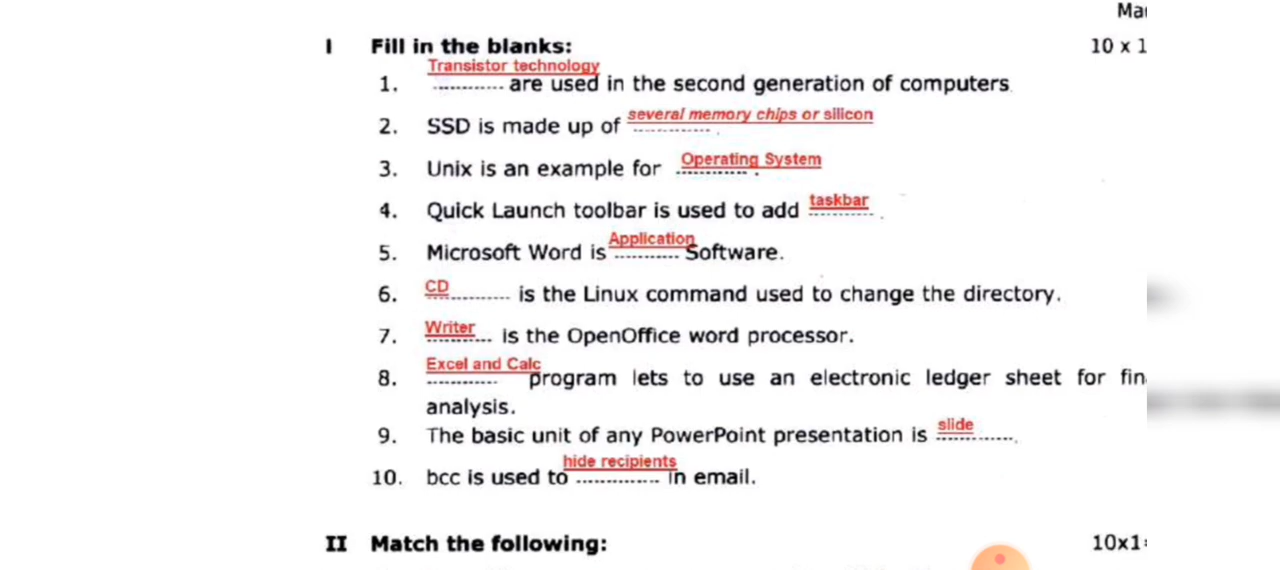 Mar
I Fill in the blanks: 10 x 1
Transistor technology
1. ............ are used in the second generation of computers.
several memory chips or silicon
2. SSD is made up of ............ .
Operating System
3. Unix is an example for ............ .
taskbar
4. Quick Launch toolbar is used to add ............ .
Application
5. Microsoft Word is ............ Software.
6. CD............ is the Linux command used to change the directory.
Writer
7. ............ is the OpenOffice word processor.
Excel and Calc
8. ............ program lets to use an electronic ledger sheet for fin
analysis.
slide
9. The basic unit of any PowerPoint presentation is ............ .
hide recipients
10. bcc is used to ............ in email.
II Match the following: 10x1=